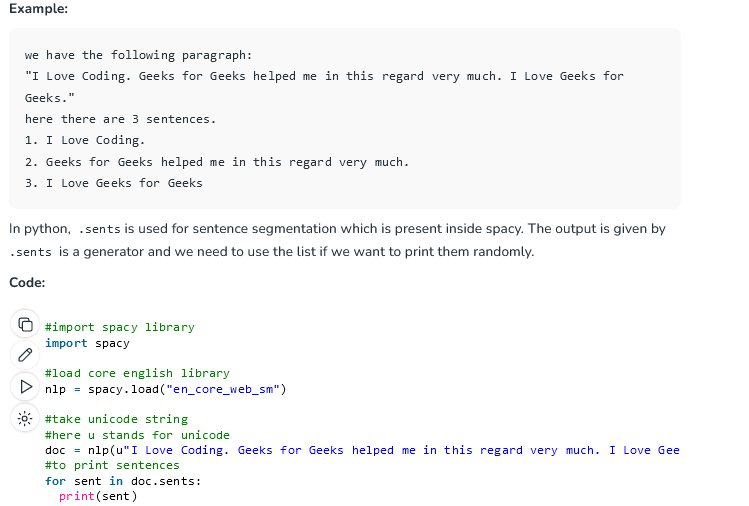 Example:
we have the following paragraph:
"I Love Coding. Geeks for Geeks helped me in this regard very much. I Love Geeks for
Geeks."
here there are 3 sentences.
1. I Love Coding.
2. Geeks for Geeks helped me in this regard very much.
3. I Love Geeks for Geeks
In python, .sents is used for sentence segmentation which is present inside spacy. The output is given by
.sents is a generator and we need to use the list if we want to print them randomly.
Code:
#import spacy library
import spacy
#load core english library
nlp = spacy.load("en_core_web_sm")
#take unicode string
#here u stands for unicode
doc = nlp(u"I Love Coding. Geeks for Geeks helped me in this regard very much. I Love Gee
#to print sentences
for sent in doc.sents:
  print(sent)